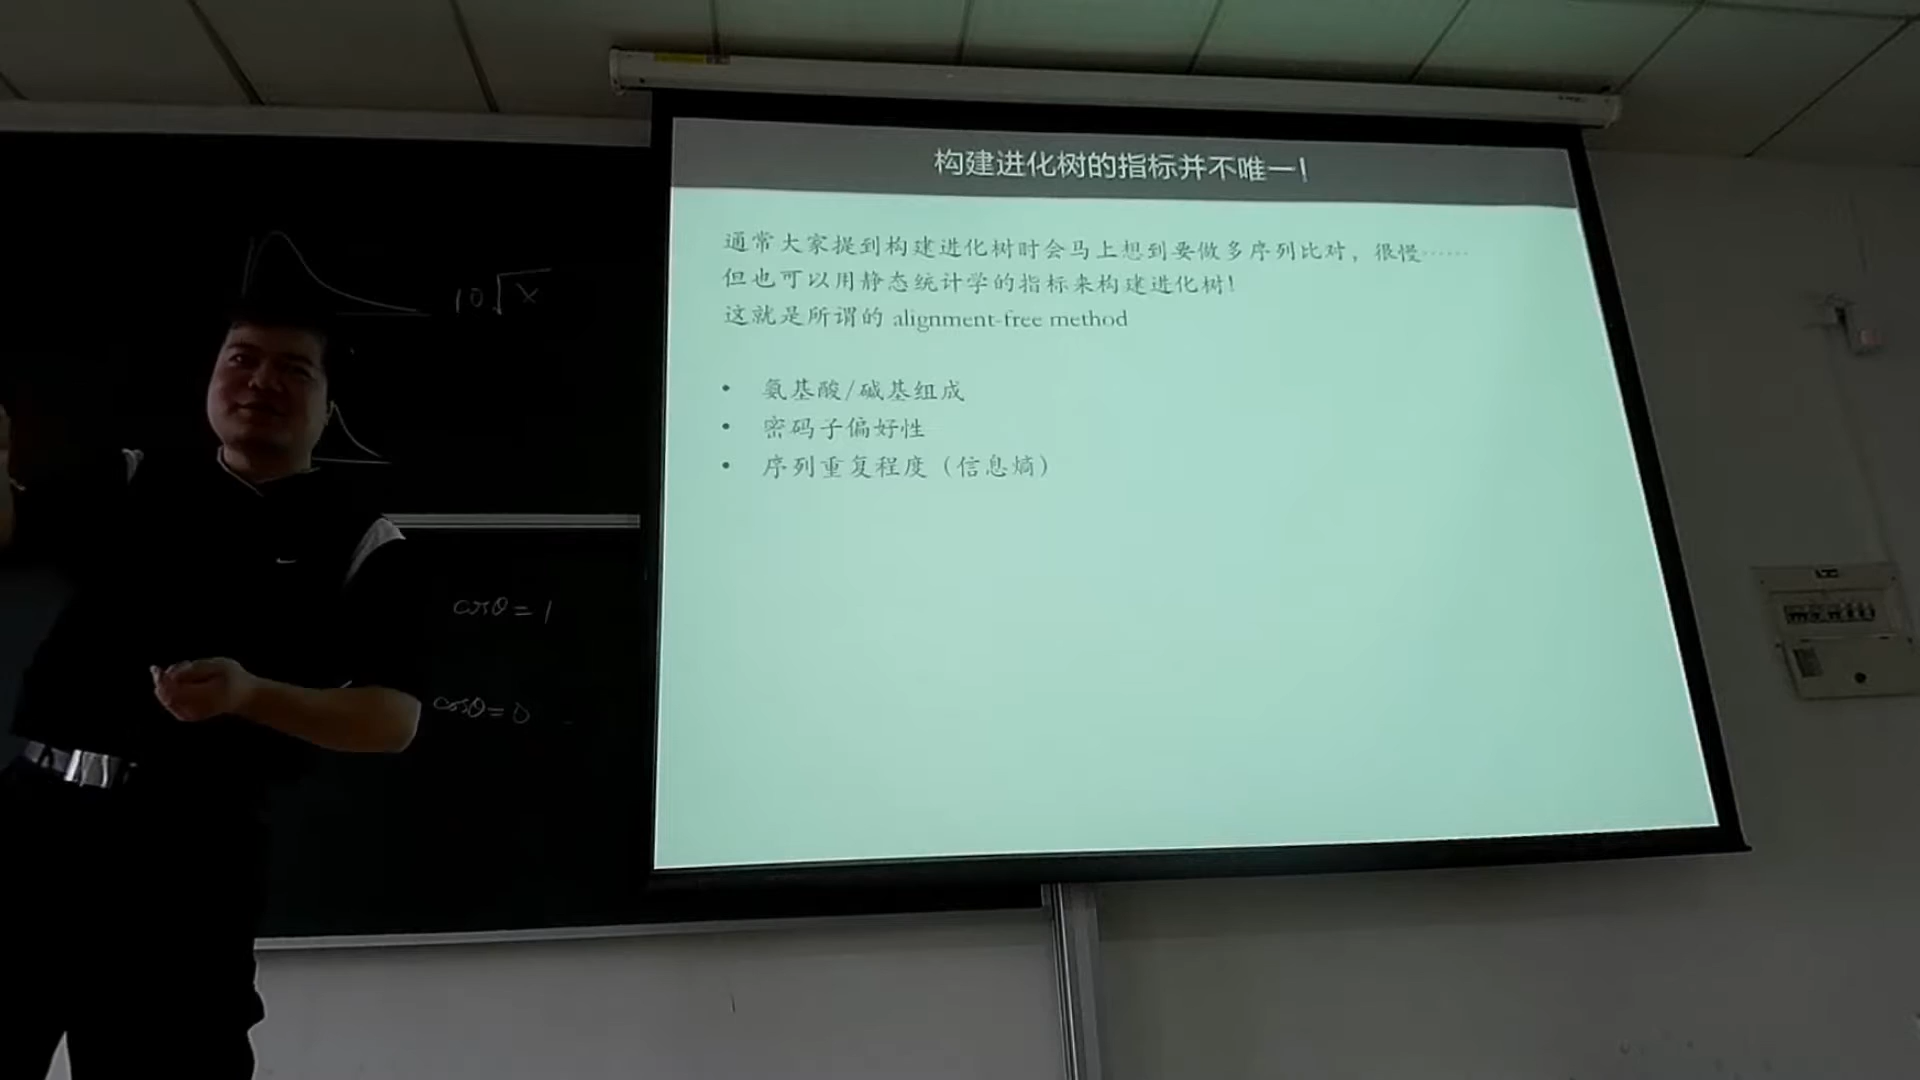 构建进化树的指标并不唯一！
通常大家提到构建进化树时会马上想到要做多序列比对，很慢……
但也可以用静态统计学的指标来构建进化树！
这就是所谓的 alignment-free method
• 氨基酸/碱基组成
• 密码子偏好性
• 序列重复程度（信息熵）
10√x
cosθ=1
cosθ=0